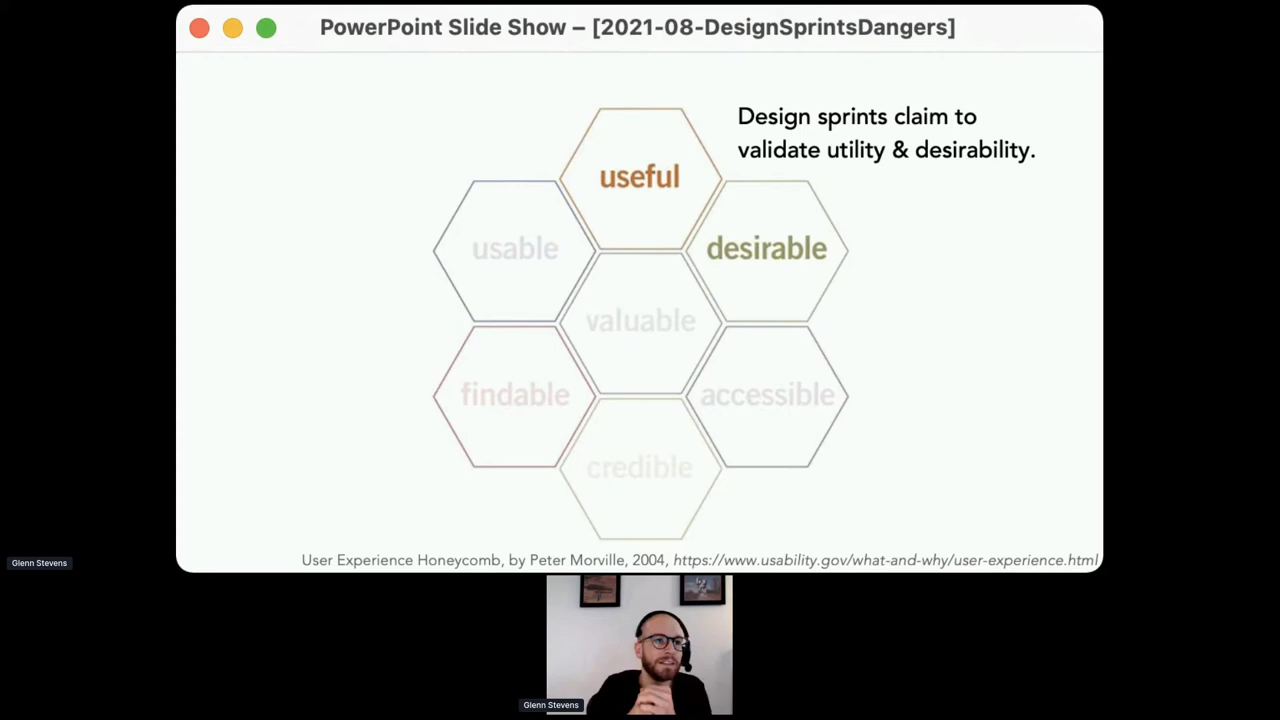 PowerPoint Slide Show – [2021-08-DesignSprintsDangers]
Design sprints claim to
validate utility & desirability.
useful
usable
desirable
valuable
findable
accessible
credible
User Experience Honeycomb, by Peter Morville, 2004, https://www.usability.gov/what-and-why/user-experience.html
Glenn Stevens
Glenn Stevens